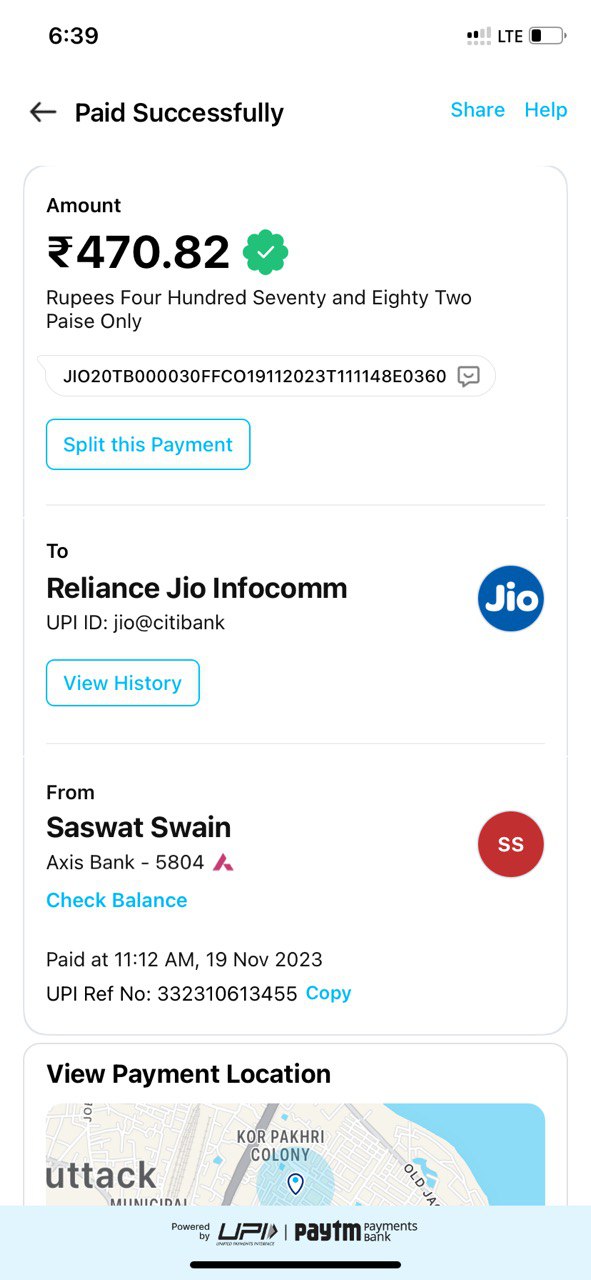 6:39
LTE
Paid Successfully
Share Help
Amount
₹470.82
Rupees Four Hundred Seventy and Eighty Two
Paise Only
JIO20TB000030FFCO19112023T111148E0360
Split this Payment
To
Reliance Jio Infocomm
Jio
UPI ID: jio@citibank
View History
From
Saswat Swain
SS
Axis Bank - 5804
Check Balance
Paid at 11:12 AM, 19 Nov 2023
UPI Ref No: 332310613455 Copy
View Payment Location
KOR PAKHRI
COLONY
uttack
MUNICIPAL
Powered
by
UPI
UNIFIED PAYMENTS INTERFACE
paytm Payments
Bank